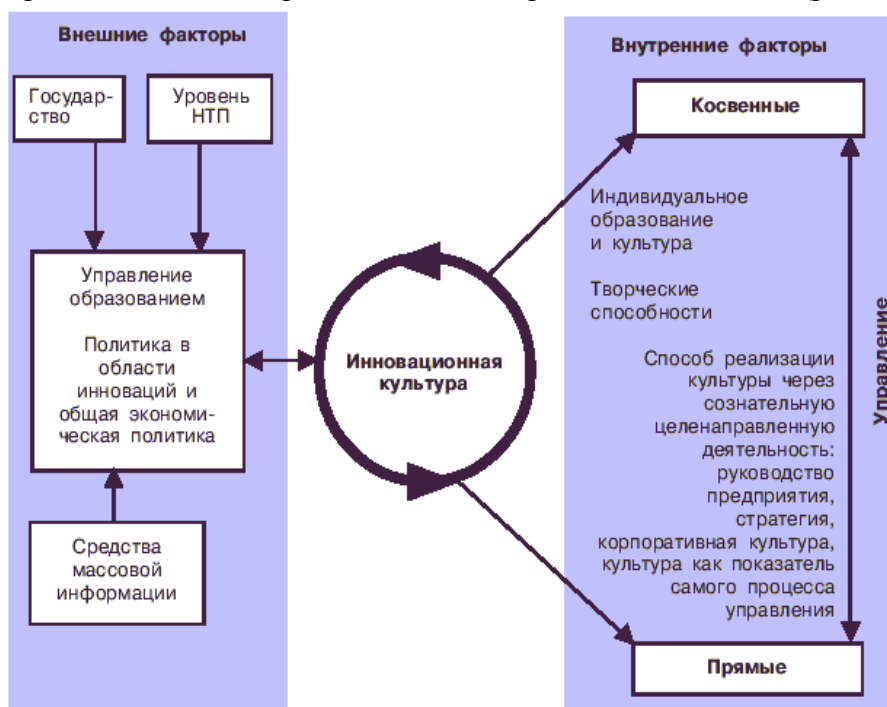 Внешние факторы
Государ-
ство
Уровень
НТП
Управление
образованием
Политика в
области
инноваций и
общая экономи-
ческая политика
Средства
массовой
информации
Инновационная
культура
Внутренние факторы
Косвенные
Индивидуальное
образование
и культура
Творческие
способности
Способ реализации
культуры через
сознательную
целенаправленную
деятельность:
руководство
предприятия,
стратегия,
корпоративная культура,
культура как показатель
самого процесса
управления
Прямые
Управление